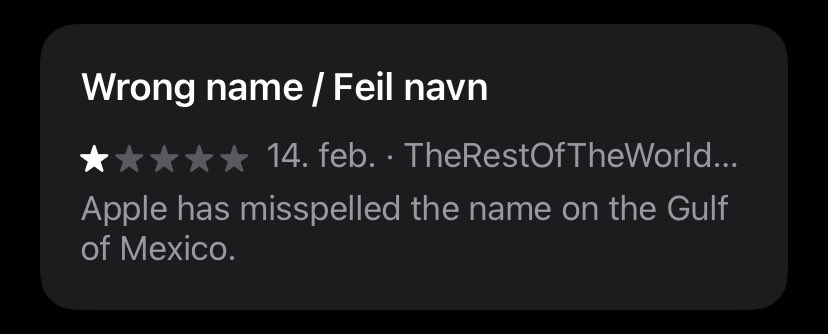 Wrong name / Feil navn
14. feb. · TheRestOfTheWorld...
Apple has misspelled the name on the Gulf
of Mexico.